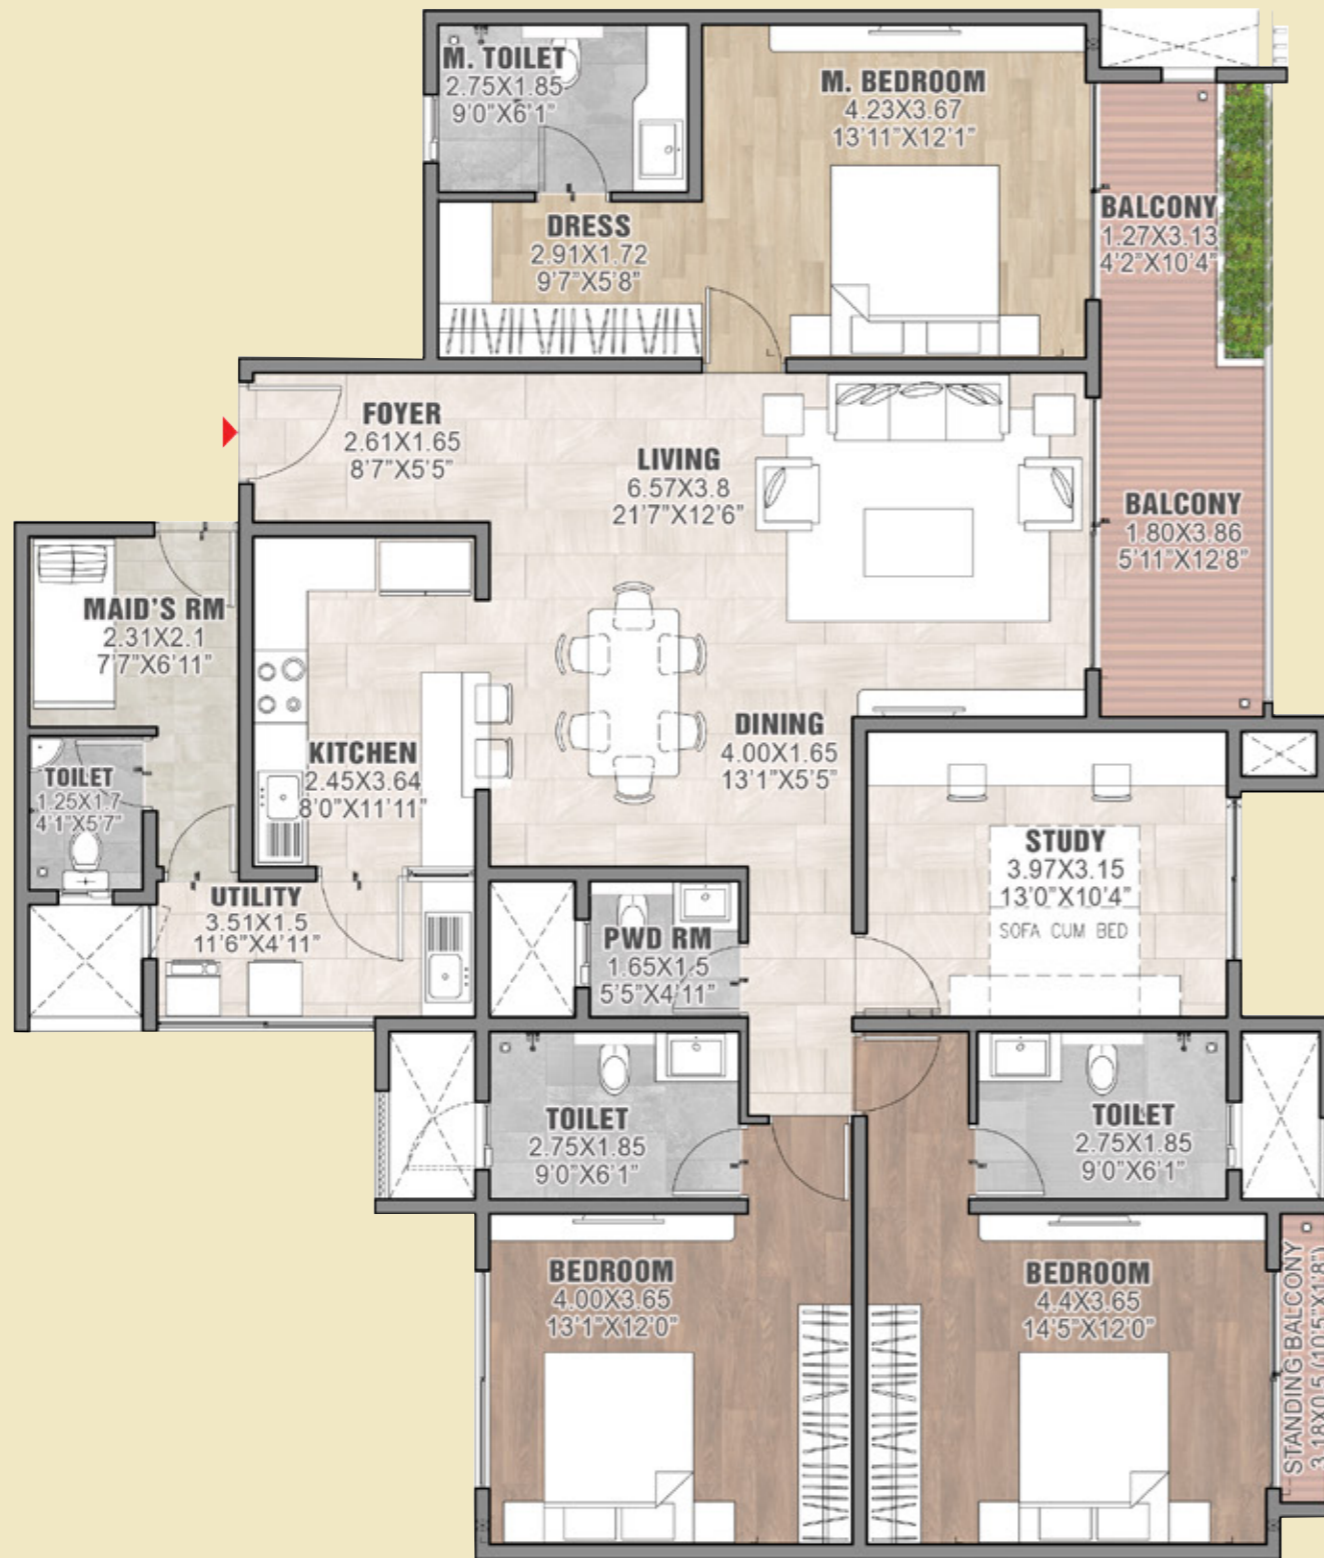 M. TOILET
2.75X1.85
9'0"X6'1"
M. BEDROOM
4.23X3.67
13'11"X12'1"
DRESS
2.91X1.72
9'7"X5'8"
BALCONY
1.27X3.13
4'2"X10'4"
FOYER
2.61X1.65
8'7"X5'5"
LIVING
6.57X3.8
21'7"X12'6"
BALCONY
1.80X3.86
5'11"X12'8"
MAID'S RM
2.31X2.1
7'7"X6'11"
KITCHEN
2.45X3.64
8'0"X11'11"
DINING
4.00X1.65
13'1"X5'5"
TOILET
1.25X1.7
4'1"X5'7"
STUDY
3.97X3.15
13'0"X10'4"
SOFA CUM BED
UTILITY
3.51X1.5
11'6"X4'11"
PWD RM
1.65X1.5
5'5"X4'11"
TOILET
2.75X1.85
9'0"X6'1"
TOILET
2.75X1.85
9'0"X6'1"
BEDROOM
4.00X3.65
13'1"X12'0"
BEDROOM
4.4X3.65
14'5"X12'0"
STANDING BALCONY
3.18X0.5 (10'5"X1'8")